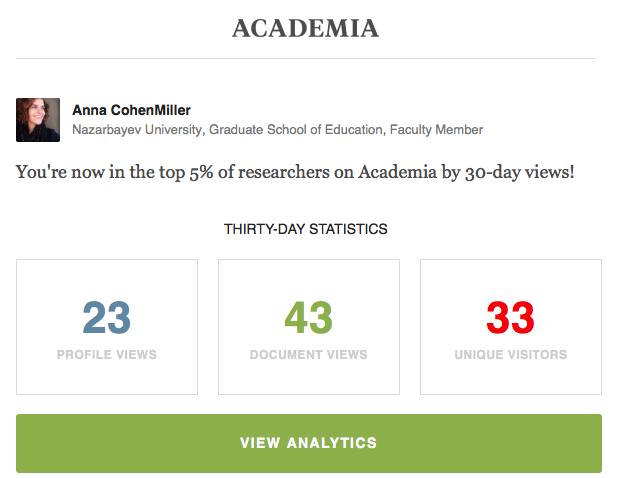 ACADEMIA
Anna CohenMiller
Nazarbayev University, Graduate School of Education, Faculty Member
You're now in the top 5% of researchers on Academia by 30-day views!
THIRTY-DAY STATISTICS
23
PROFILE VIEWS
43
DOCUMENT VIEWS
33
UNIQUE VISITORS
VIEW ANALYTICS